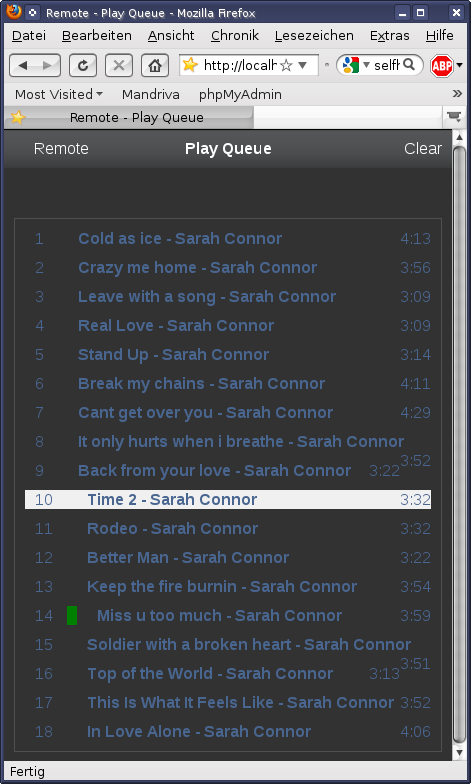 Remote - Play Queue - Mozilla Firefox
Datei Bearbeiten Ansicht Chronik Lesezeichen Extras Hilfe
http://localh selfh ABP
Most Visited Mandriva phpMyAdmin »
Remote - Play Queue
Remote Play Queue Clear
1 Cold as ice - Sarah Connor 4:13
2 Crazy me home - Sarah Connor 3:56
3 Leave with a song - Sarah Connor 3:09
4 Real Love - Sarah Connor 3:09
5 Stand Up - Sarah Connor 3:14
6 Break my chains - Sarah Connor 4:11
7 Cant get over you - Sarah Connor 4:29
8 It only hurts when i breathe - Sarah Connor
3:52
9 Back from your love - Sarah Connor 3:22
10 Time 2 - Sarah Connor 3:32
11 Rodeo - Sarah Connor 3:32
12 Better Man - Sarah Connor 3:22
13 Keep the fire burnin - Sarah Connor 3:54
14 Miss u too much - Sarah Connor 3:59
15 Soldier with a broken heart - Sarah Connor
3:51
16 Top of the World - Sarah Connor 3:13
17 This Is What It Feels Like - Sarah Connor 3:52
18 In Love Alone - Sarah Connor 4:06
Fertig